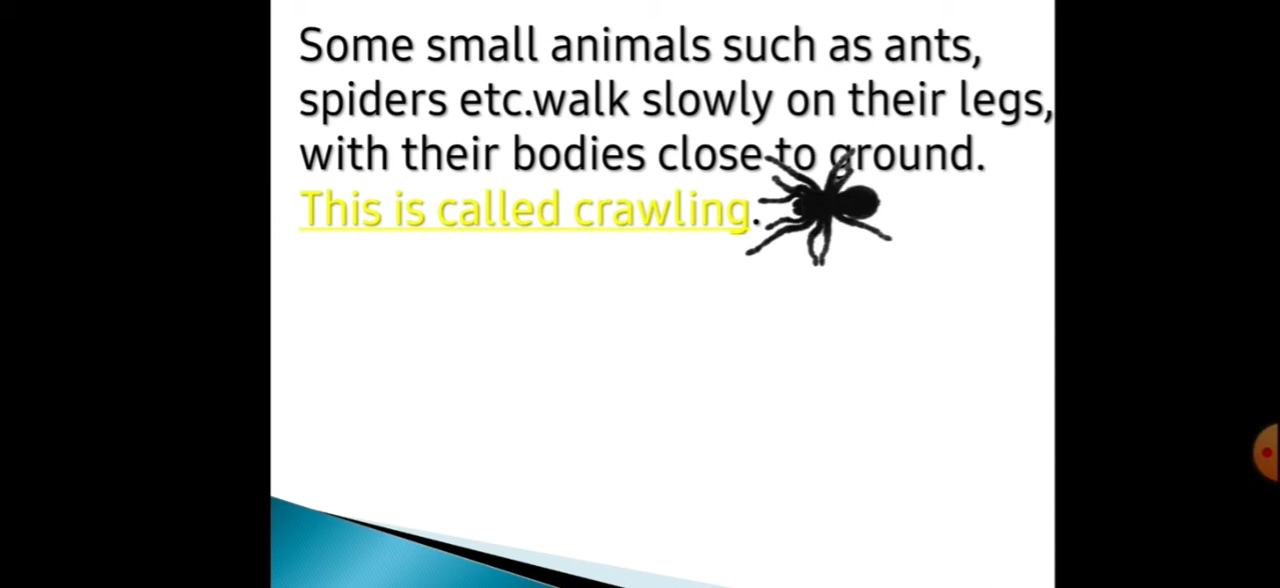 Some small animals such as ants,
spiders etc.walk slowly on their legs,
with their bodies close to ground.
This is called crawling.